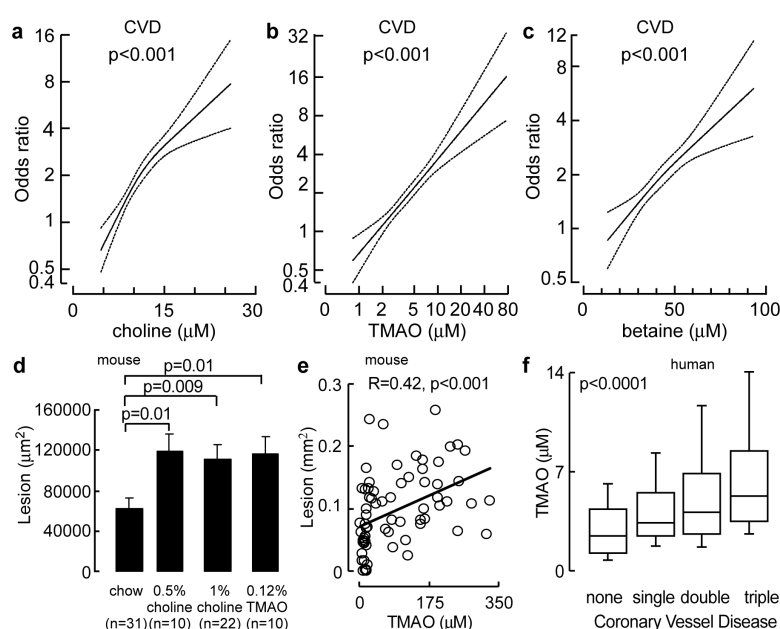 a
CVD
p<0.001
16
8
4
2
1
0.5
0.4
Odds ratio
0 15 30
choline (μM)
b
CVD
p<0.001
32
16
8
4
2
1
0.5
0.4
Odds ratio
1 2 5 10 20 40 80
TMAO (μM)
c
CVD
p<0.001
12
8
4
2
1
0.5
Odds ratio
0 50 100
betaine (μM)
d
mouse
p=0.01
p=0.009
p=0.01
160000
120000
80000
40000
0
Lesion (μm²)
chow 0.5% 1% 0.12%
choline choline TMAO
(n=31) (n=10) (n=22) (n=10)
e
mouse
R=0.42, p<0.001
0.3
0.2
0.1
0
Lesion (mm²)
0 175 350
TMAO (μM)
f
human
p<0.0001
14
7
0
TMAO (μM)
none single double triple
Coronary Vessel Disease